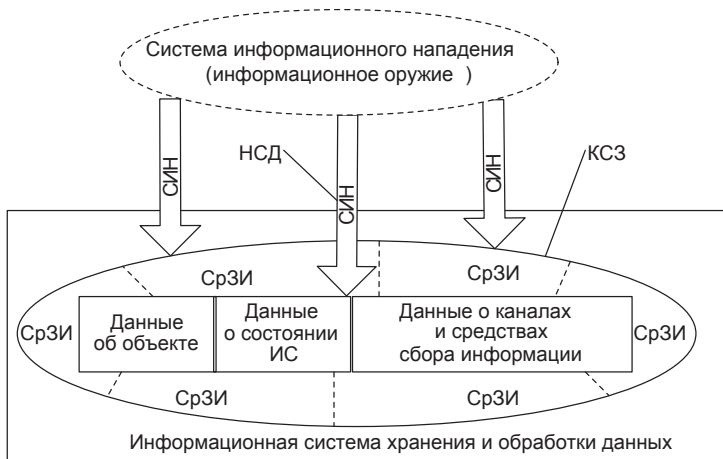 Система информационного нападения
(информационное оружие )
НСД
КСЗ
СИН
СИН
СИН
СрЗИ
СрЗИ
СрЗИ
Данные
об объекте
Данные
о состоянии
ИС
Данные о каналах
и средствах
сбора информации
СрЗИ
СрЗИ
СрЗИ
Информационная система хранения и обработки данных